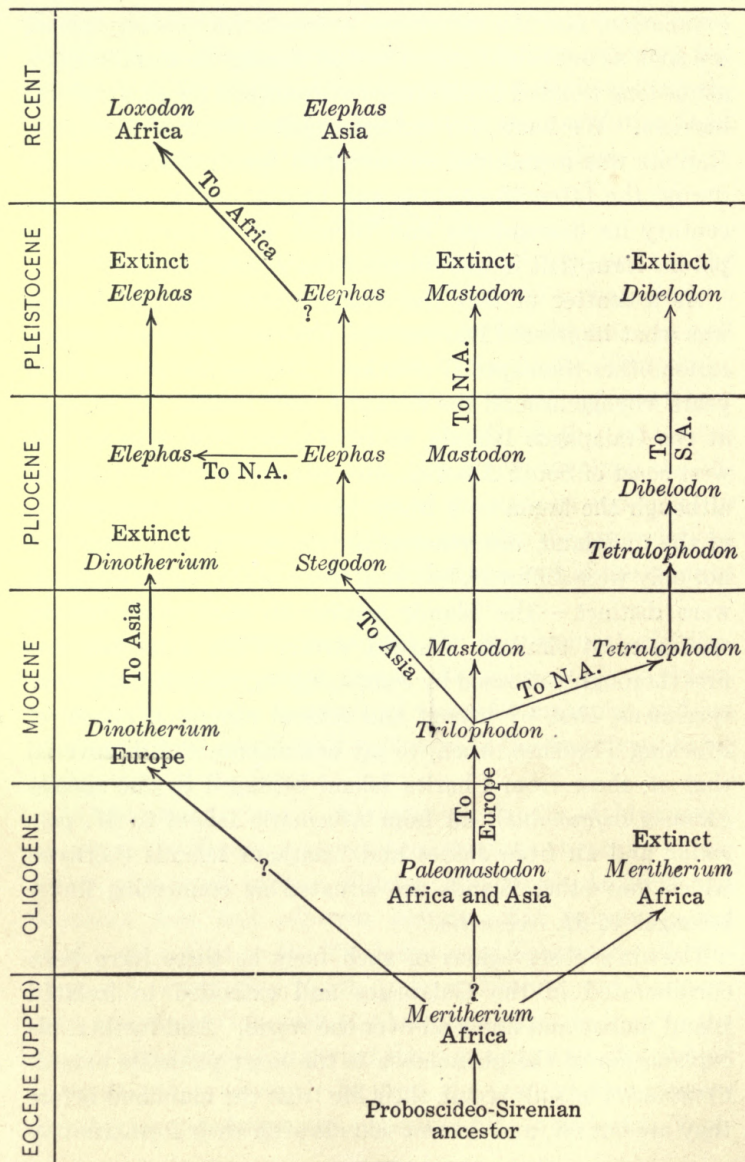 RECENT
Loxodon
Africa
Elephas
Asia
To Africa
PLEISTOCENE
Extinct
Elephas
?
Elephas
Extinct
Mastodon
Extinct
Dibelodon
To N.A.
To
S.A.
PLIOCENE
Elephas
To N.A.
Elephas
Mastodon
Dibelodon
Extinct
Dinotherium
Stegodon
Tetralophodon
MIOCENE
To Asia
To Asia
Mastodon
Tetralophodon
To N.A.
Dinotherium
Europe
Trilophodon
OLIGOCENE
To
Europe
?
Paleomastodon
Africa and Asia
Extinct
Meritherium
Africa
EOCENE (UPPER)
?
Meritherium
Africa
Proboscideo-Sirenian
ancestor